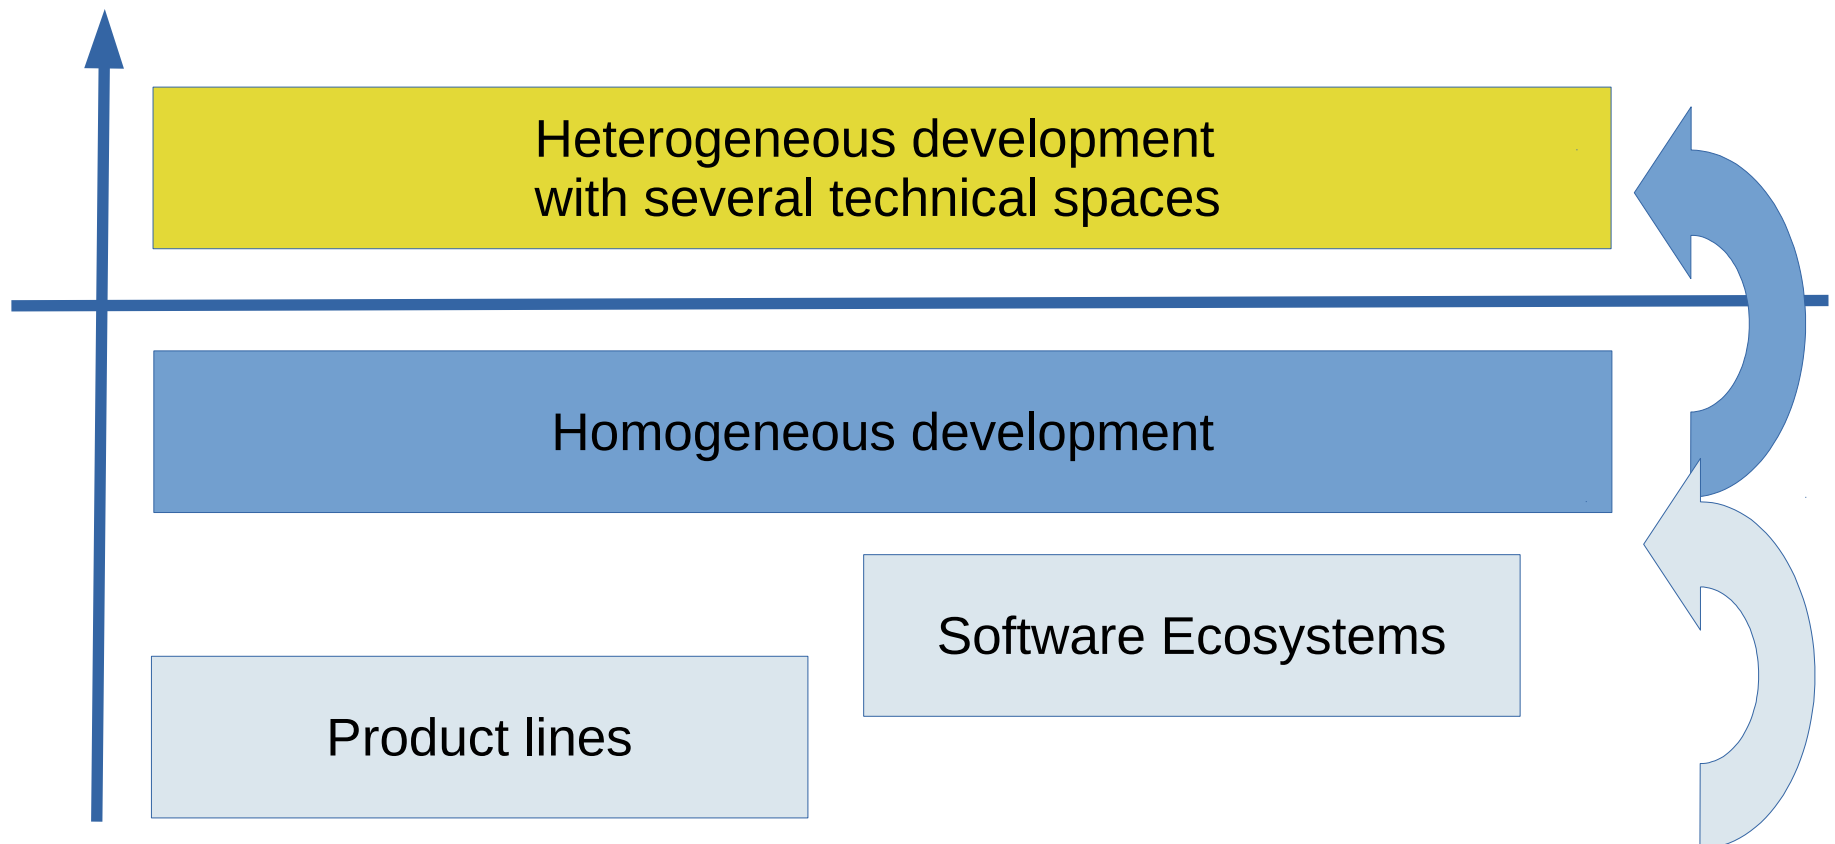 Heterogeneous development
with several technical spaces
Homogeneous development
Software Ecosystems
Product lines